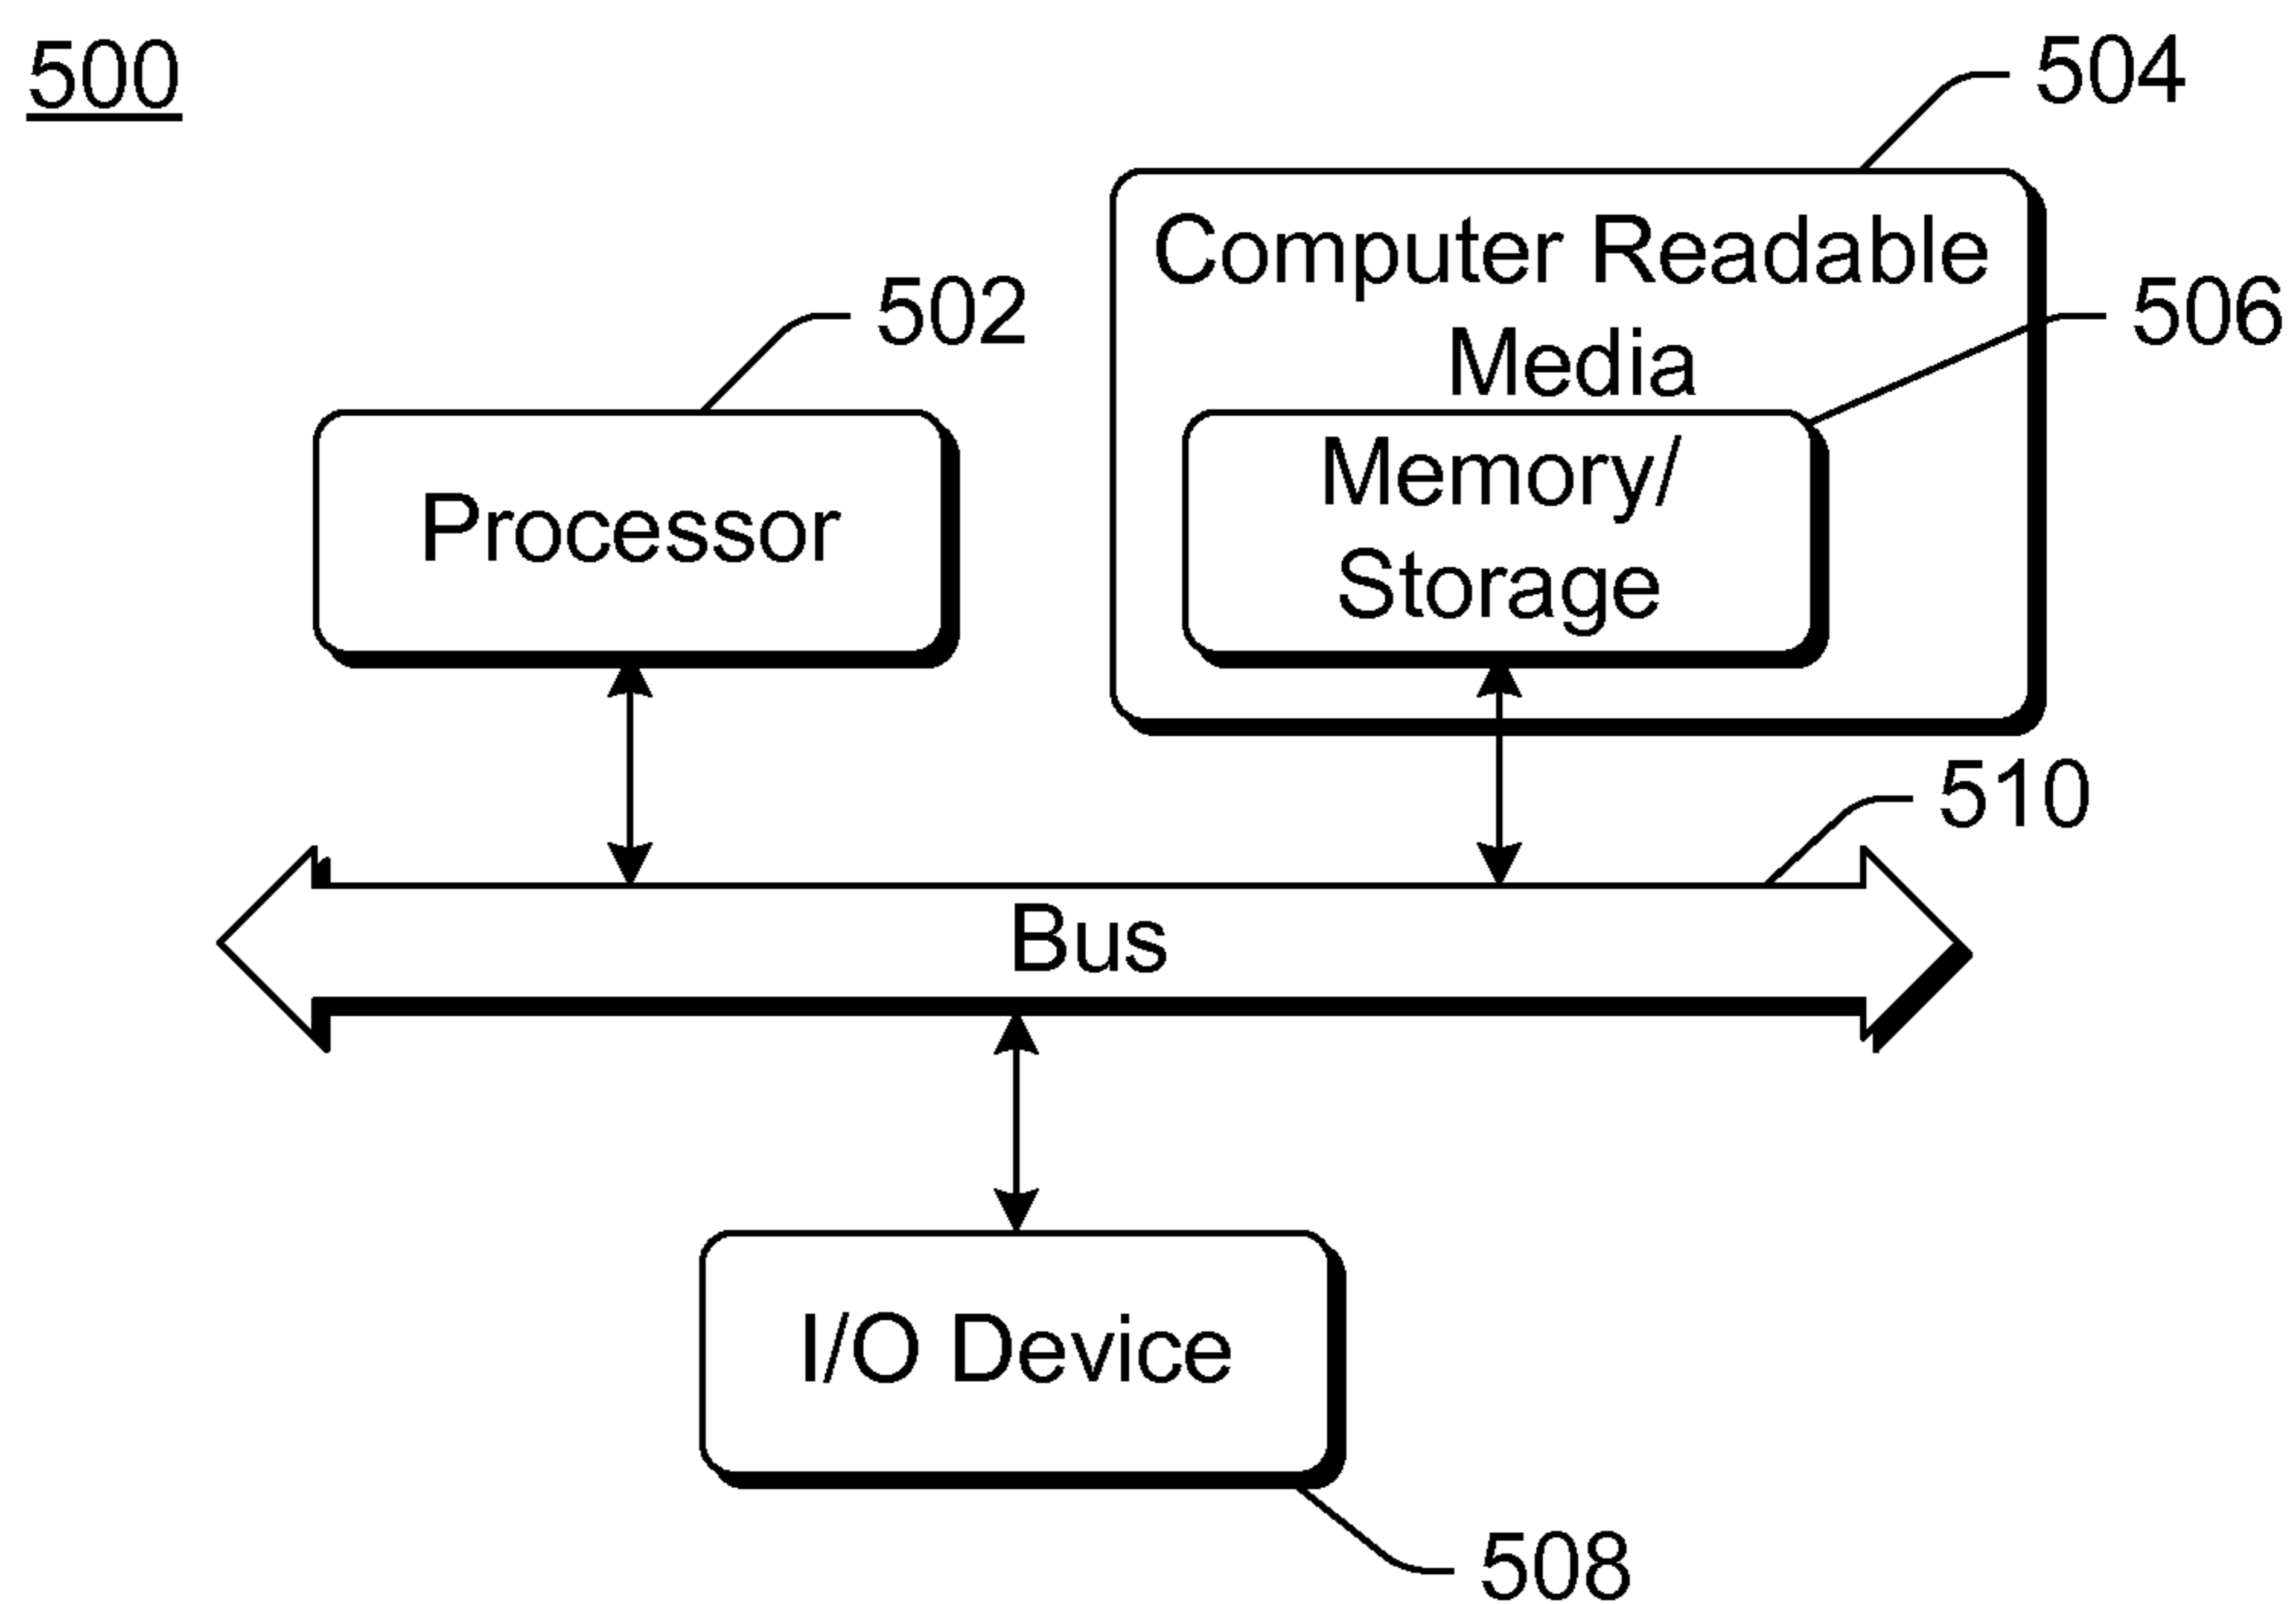 500
504
Computer Readable
Media
506
502
Processor
Memory/
Storage
510
Bus
I/O Device
508